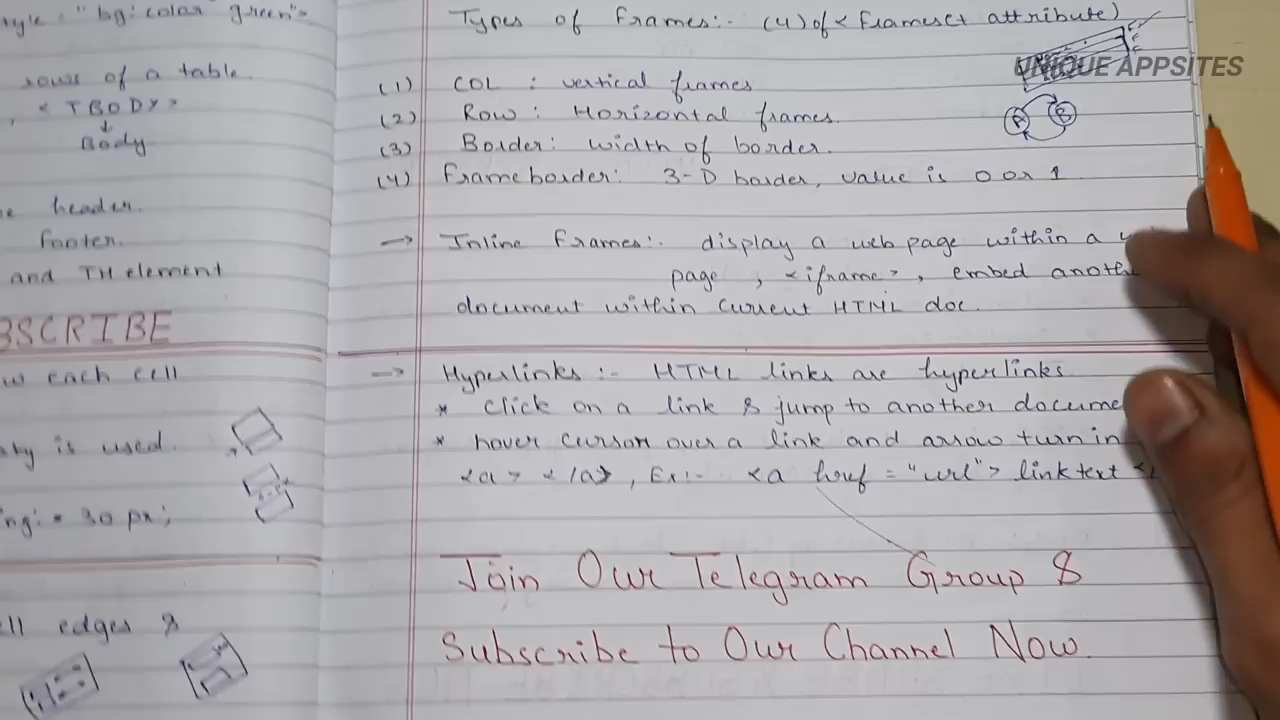 "bg:color green">
rows of a table.
, <TBODY>
↓
Body
header.
footer.
and TH element
BSCRIBE
each cell
is used.
= 30 px;
edges &
Types of Frames:- (4) of <Frameset attribute)
UNIQUE APPSITES
(1) COL : vertical frames
(2) Row : Horizontal frames.
A B
(3) Border : width of border.
(4) Frameborder : 3-D border, value is 0 or 1
→ Inline Frames:- display a web page within a
page , <iframe> , embed anoth
document within current HTML doc.
→ Hyperlinks :- HTML links are hyperlinks
* click on a link & jump to another docume
* hover cursor over a link and arrow turn in
<a> </a> , Ex:- <a href = "url"> link text <
Join Our Telegram Group &
Subscribe to Our Channel Now.